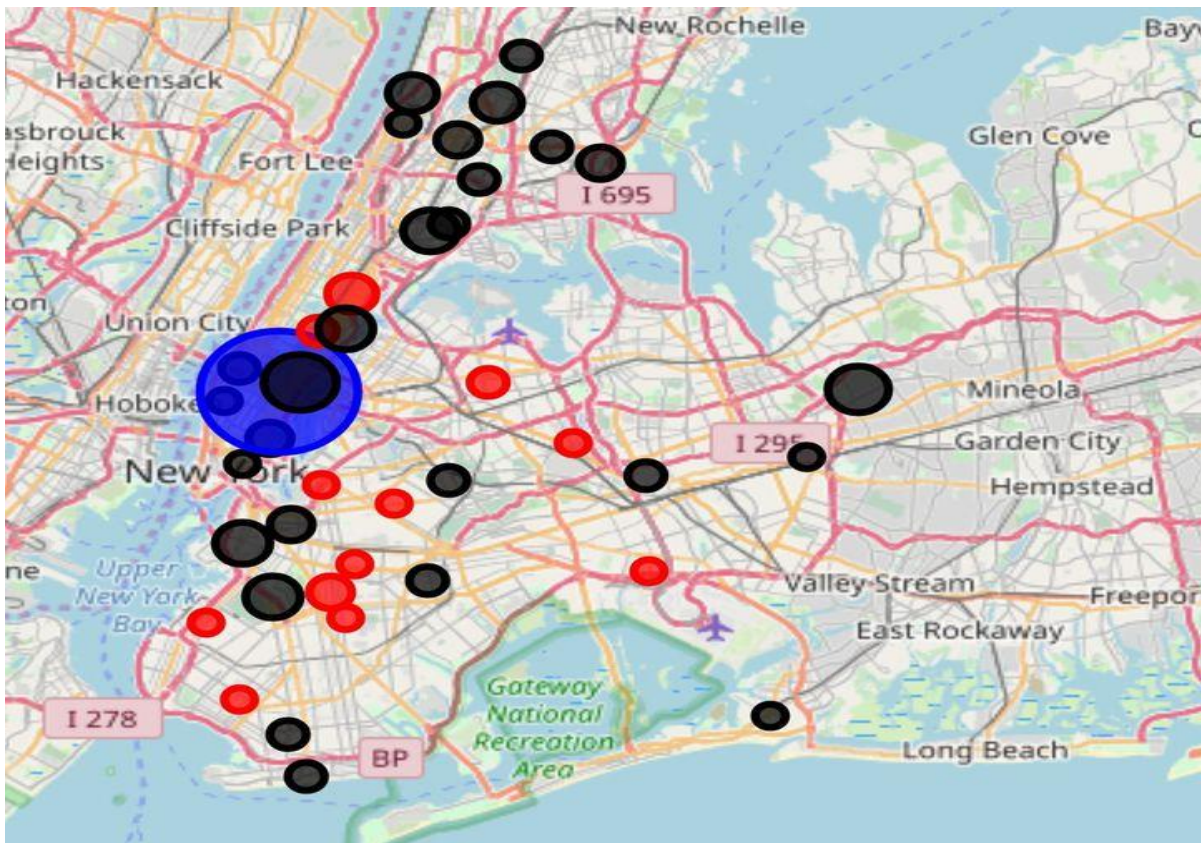 New Rochelle
Bayv
Hackensack
asbrouck
Heights
Glen Cove
Fort Lee
I 695
Cliffside Park
ton
Union City
Mineola
Hoboke
I 295
Garden City
New York
Hempstead
ne
Upper
New York
Bay
Valley Stream
Freepor
East Rockaway
Gateway
National
Recreation
Area
I 278
BP
Long Beach